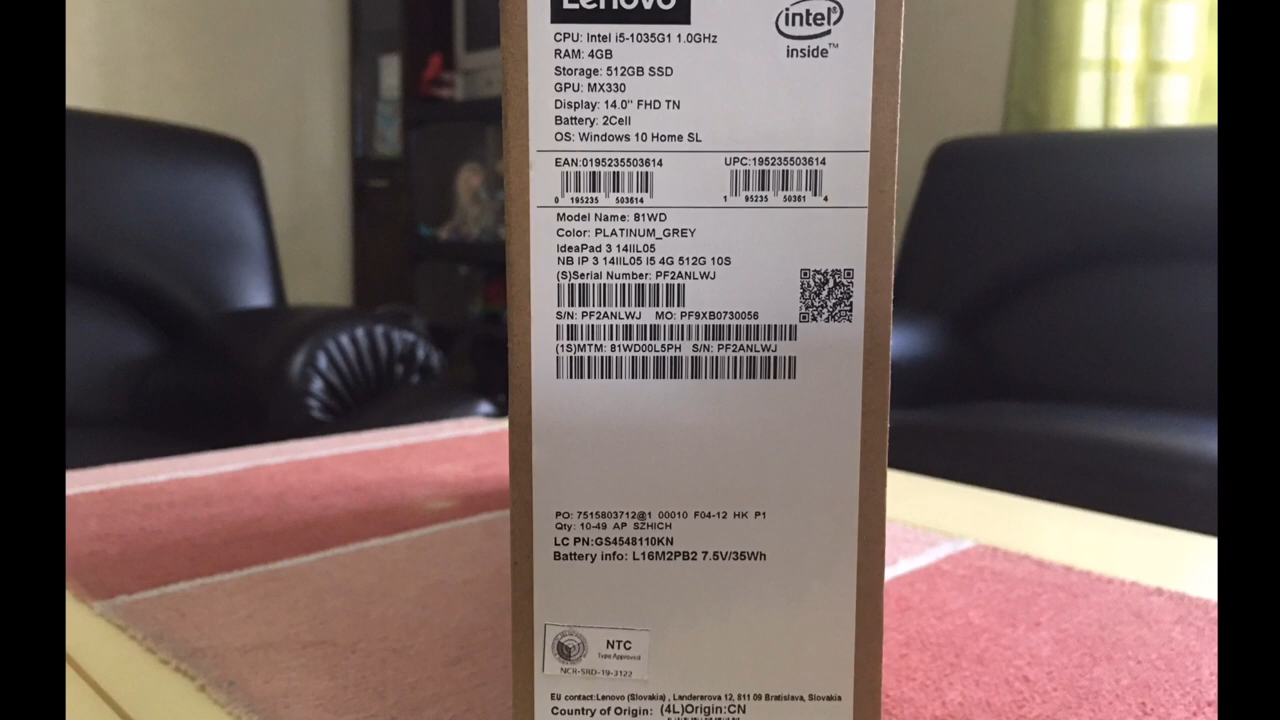 Lenovo
intel
inside™
CPU: Intel i5-1035G1 1.0GHz
RAM: 4GB
Storage: 512GB SSD
GPU: MX330
Display: 14.0" FHD TN
Battery: 2Cell
OS: Windows 10 Home SL
EAN:0195235503614 UPC:195235503614
0 195235 503614 1 95235 50361 4
Model Name: 81WD
Color: PLATINUM_GREY
IdeaPad 3 14IIL05
NB IP 3 14IIL05 I5 4G 512G 10S
(S)Serial Number: PF2ANLWJ
S/N: PF2ANLWJ MO: PF9XB0730056
(1S)MTM: 81WD00L5PH S/N: PF2ANLWJ
PO: 7515803712@1 00010 F04-12 HK P1
Qty: 10-49 AP SZHICH
LC PN:GS4548110KN
Battery info: L16M2PB2 7.5V/35Wh
NTC
Type Approved
NCR-SRD-19-3122
EU contact:Lenovo (Slovakia) , Landererova 12, 811 09 Bratislava, Slovakia
Country of Origin: (4L)Origin:CN